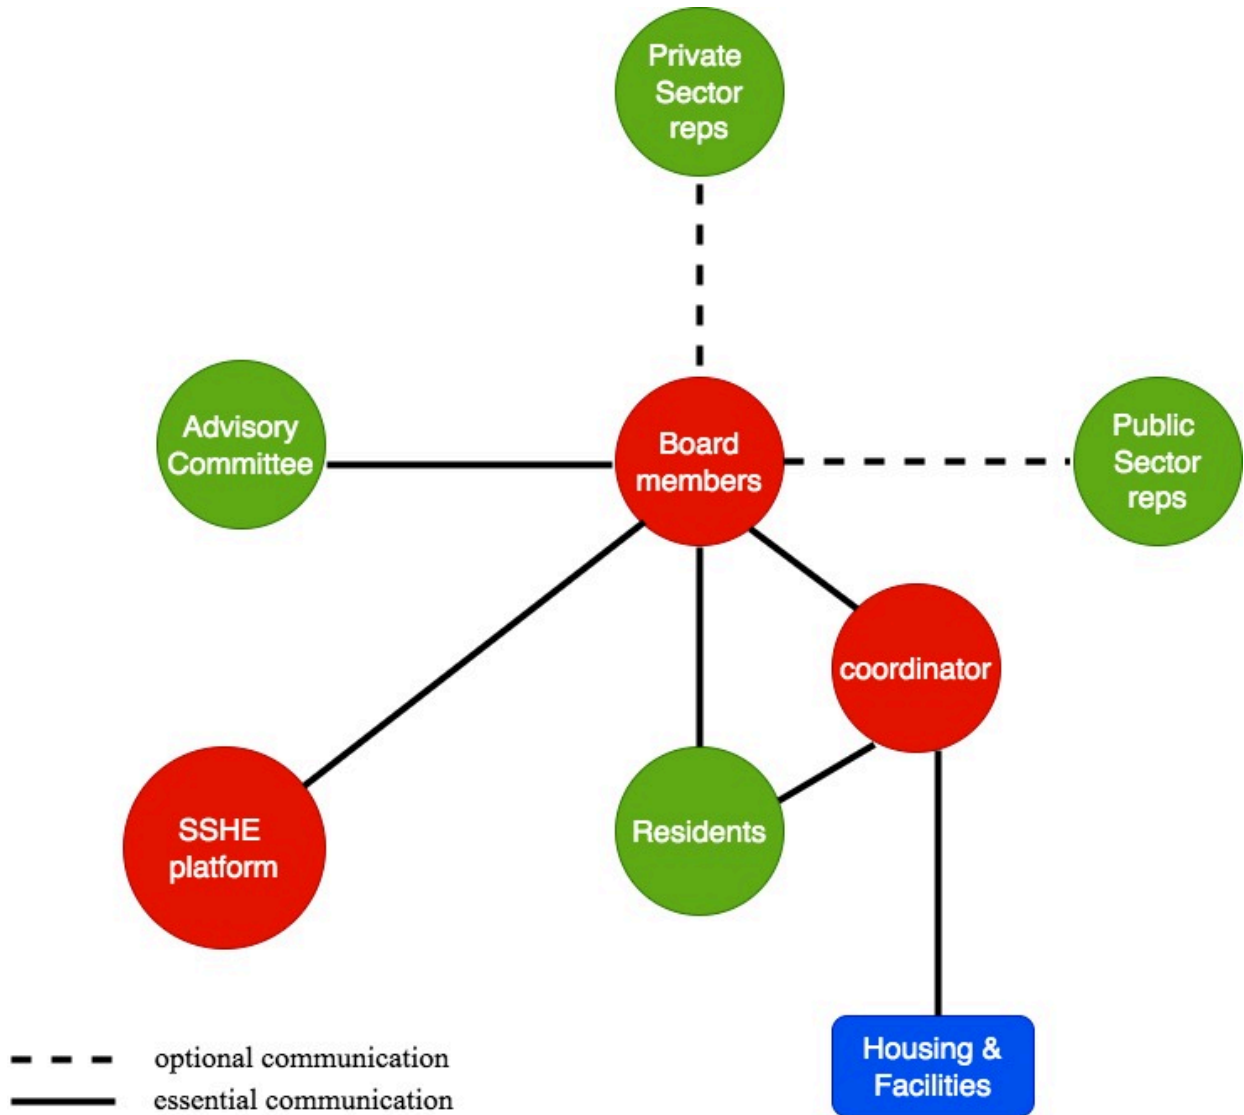 Private
Sector
reps
Advisory
Committee
Board
members
Public
Sector
reps
coordinator
SSHE
platform
Residents
Housing &
Facilities
optional communication
essential communication